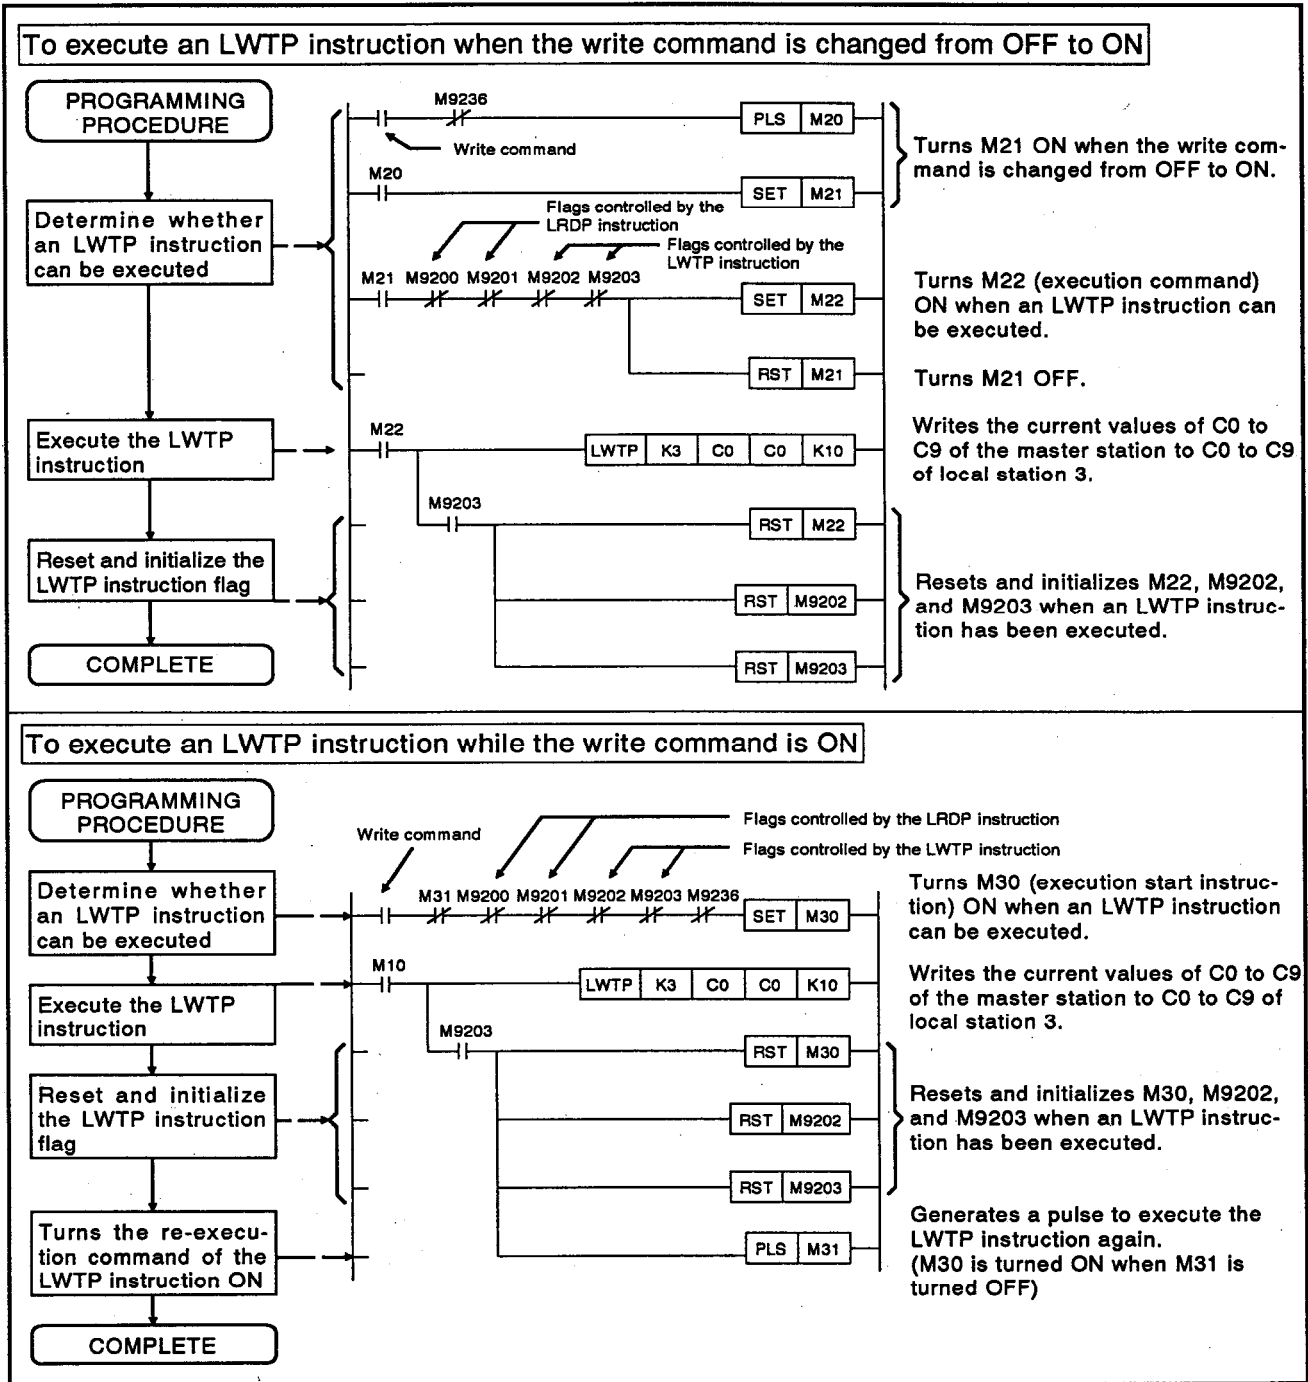 To execute an LWTP instruction when the write command is changed from OFF to ON
PROGRAMMING
PROCEDURE
Determine whether
an LWTP instruction
can be executed
Execute the LWTP
instruction
Reset and initialize the
LWTP instruction flag
COMPLETE
M9236
PLS M20
Write command
M20
SET M21
Turns M21 ON when the write com-
mand is changed from OFF to ON.
Flags controlled by the
LRDP instruction
Flags controlled by the
LWTP instruction
M21 M9200 M9201 M9202 M9203
SET M22
Turns M22 (execution command)
ON when an LWTP instruction can
be executed.
RST M21
Turns M21 OFF.
M22
LWTP K3 C0 C0 K10
Writes the current values of C0 to
C9 of the master station to C0 to C9
of local station 3.
M9203
RST M22
RST M9202
RST M9203
Resets and initializes M22, M9202,
and M9203 when an LWTP instruc-
tion has been executed.
To execute an LWTP instruction while the write command is ON
PROGRAMMING
PROCEDURE
Determine whether
an LWTP instruction
can be executed
Execute the LWTP
instruction
Reset and initialize
the LWTP instruction
flag
Turns the re-execu-
tion command of the
LWTP instruction ON
COMPLETE
Write command
Flags controlled by the LRDP instruction
Flags controlled by the LWTP instruction
M31 M9200 M9201 M9202 M9203 M9236
SET M30
Turns M30 (execution start instruc-
tion) ON when an LWTP instruction
can be executed.
M10
LWTP K3 C0 C0 K10
Writes the current values of C0 to C9
of the master station to C0 to C9 of
local station 3.
M9203
RST M30
RST M9202
RST M9203
Resets and initializes M30, M9202,
and M9203 when an LWTP instruc-
tion has been executed.
PLS M31
Generates a pulse to execute the
LWTP instruction again.
(M30 is turned ON when M31 is
turned OFF)